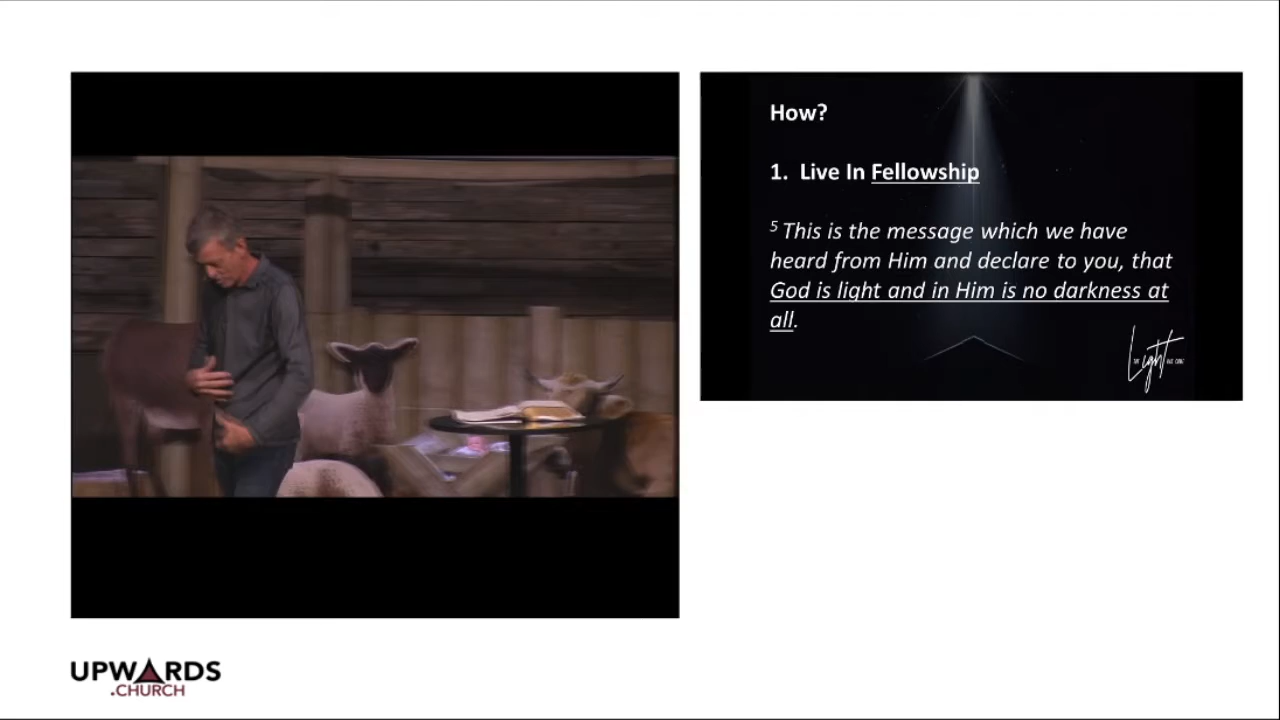 How?
1. Live In Fellowship
5 This is the message which we have
heard from Him and declare to you, that
God is light and in Him is no darkness at
all.
Light
UPWARDS
.CHURCH